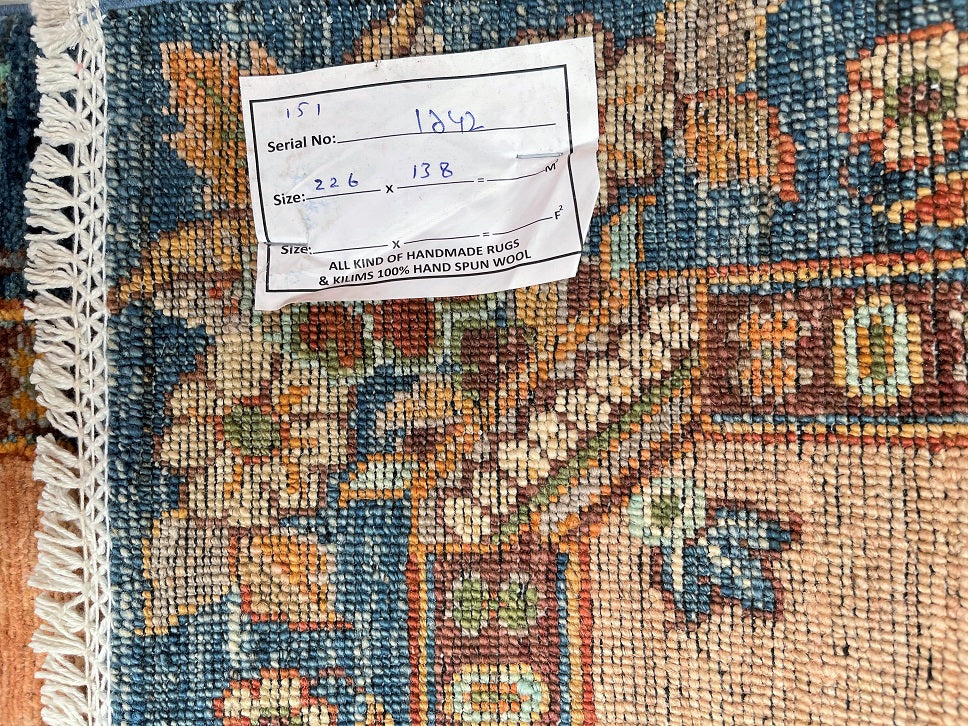 151
Serial No: 1242
Size: 226 x 138 = M²
Size: x = F²
ALL KIND OF HANDMADE RUGS
& KILIMS 100% HAND SPUN WOOL